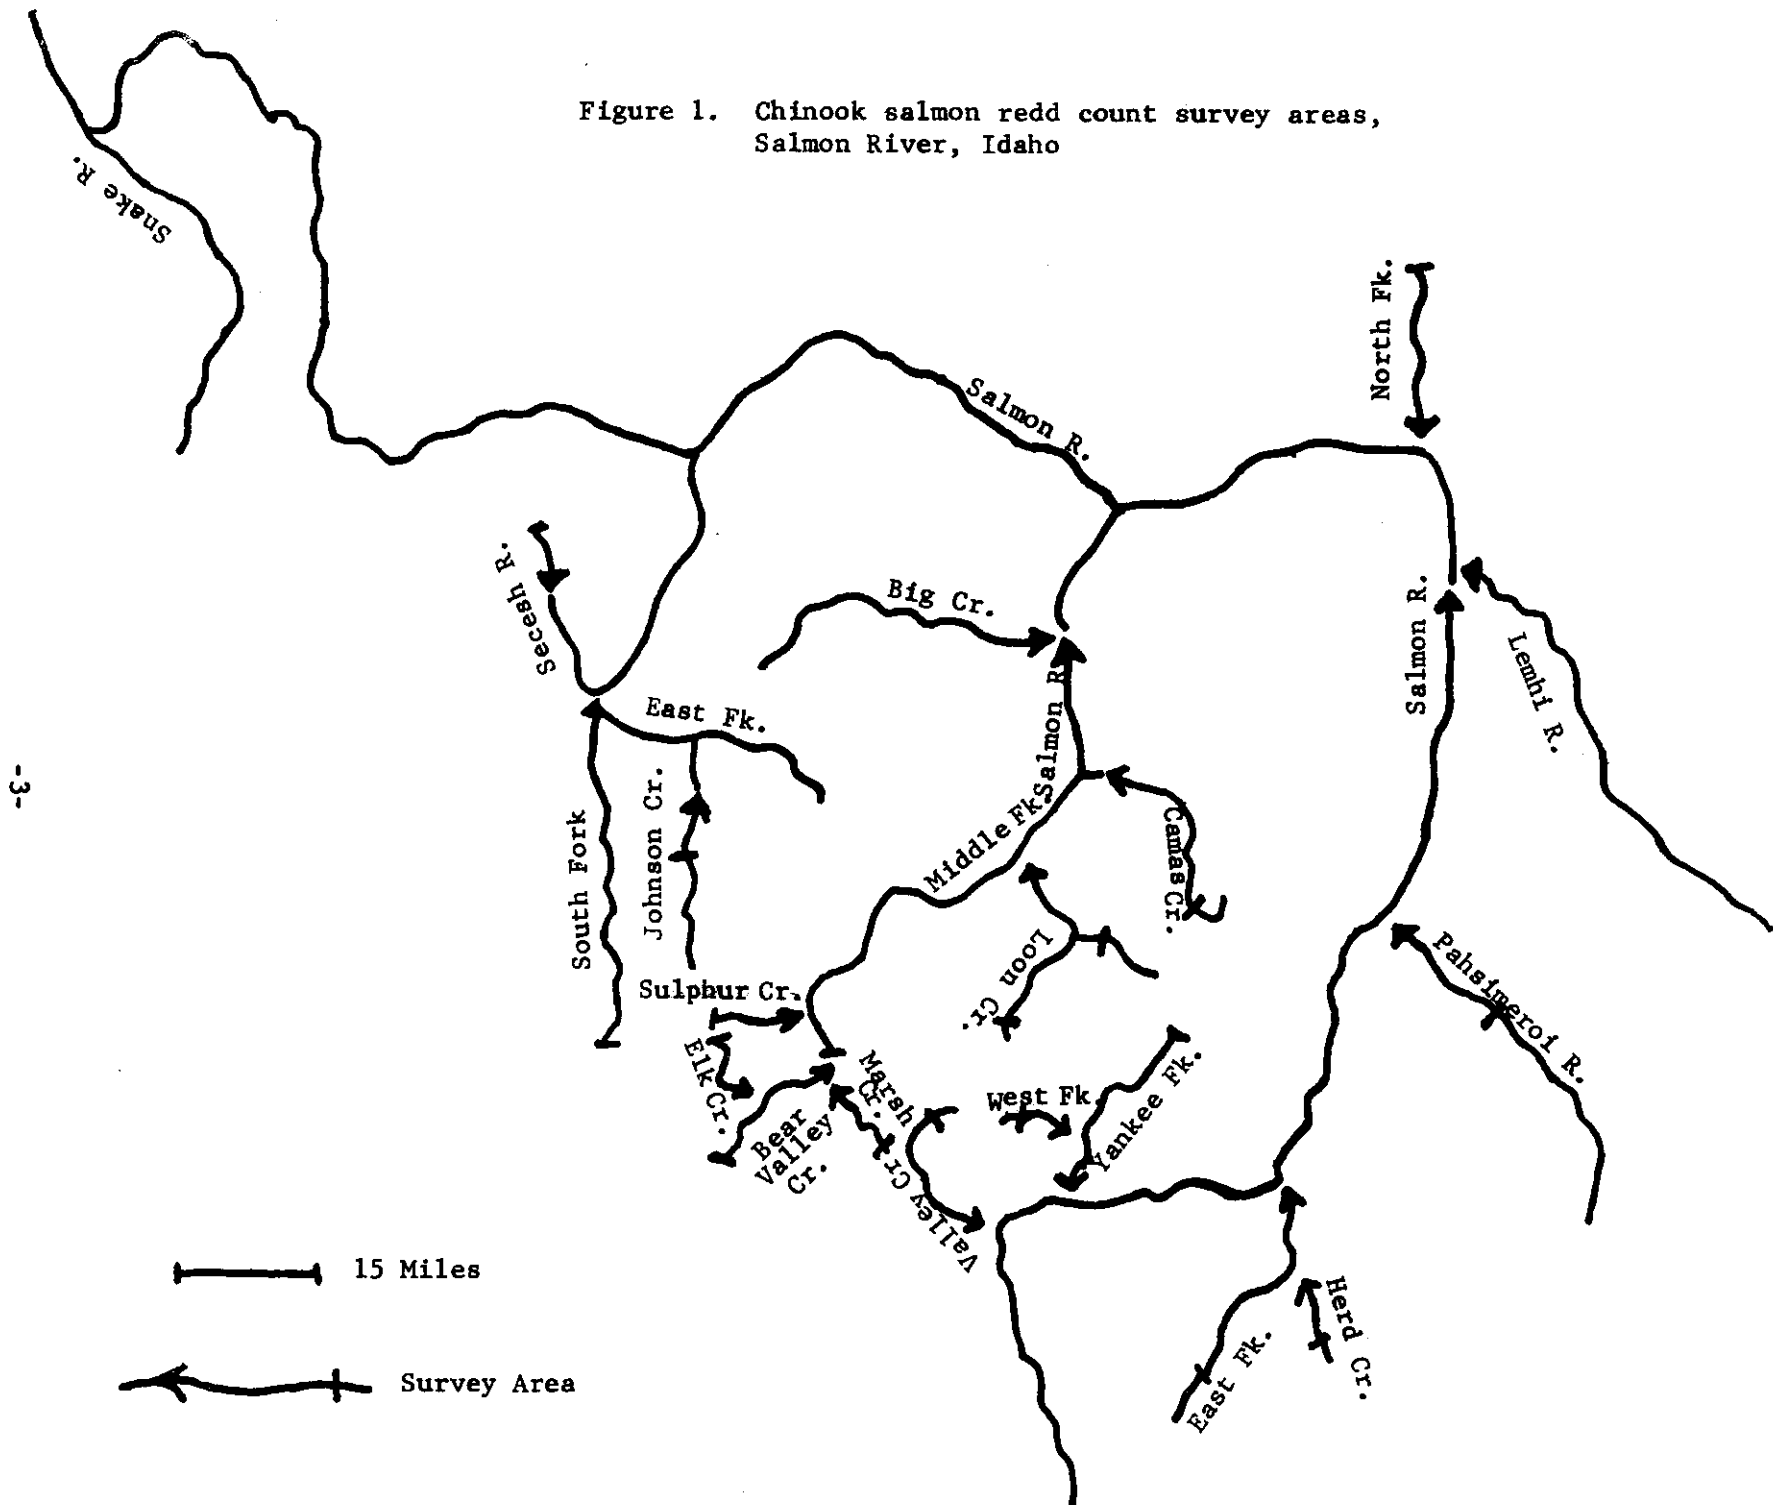 Figure 1. Chinook salmon redd count survey areas,
Salmon River, Idaho
Snake R.
North Fk.
Salmon R.
Secesh R.
Big Cr.
Salmon R.
Lemhi R.
East Fk.
Johnson Cr.
South Fork
Middle Fk. Salmon R.
Camas Cr.
Loon Cr.
Pahsimeroi R.
Sulphur Cr.
Elk Cr.
Bear
Valley
Cr.
Marsh
Cr.
Valley Cr.
West Fk.
Yankee Fk.
Herd Cr.
East Fk.
15 Miles
Survey Area
-3-